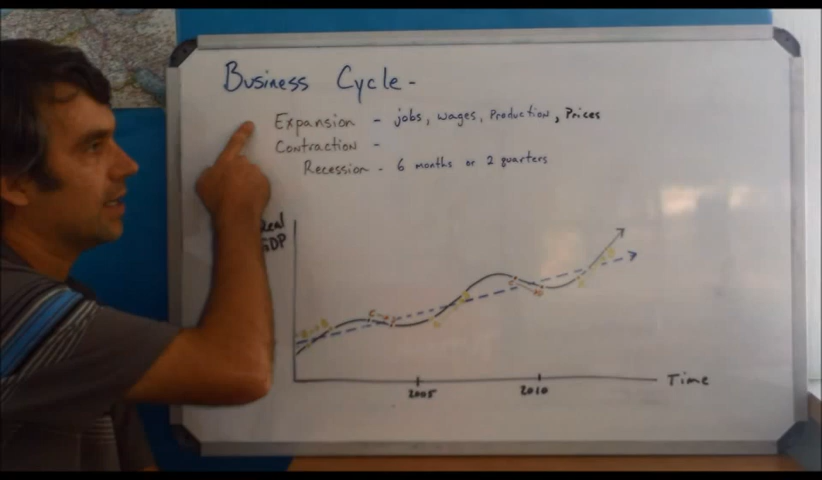 Business Cycle -
Expansion - jobs, wages, Production, Prices
Contraction -
Recession - 6 months or 2 quarters
Real
GDP
2005
2010
Time